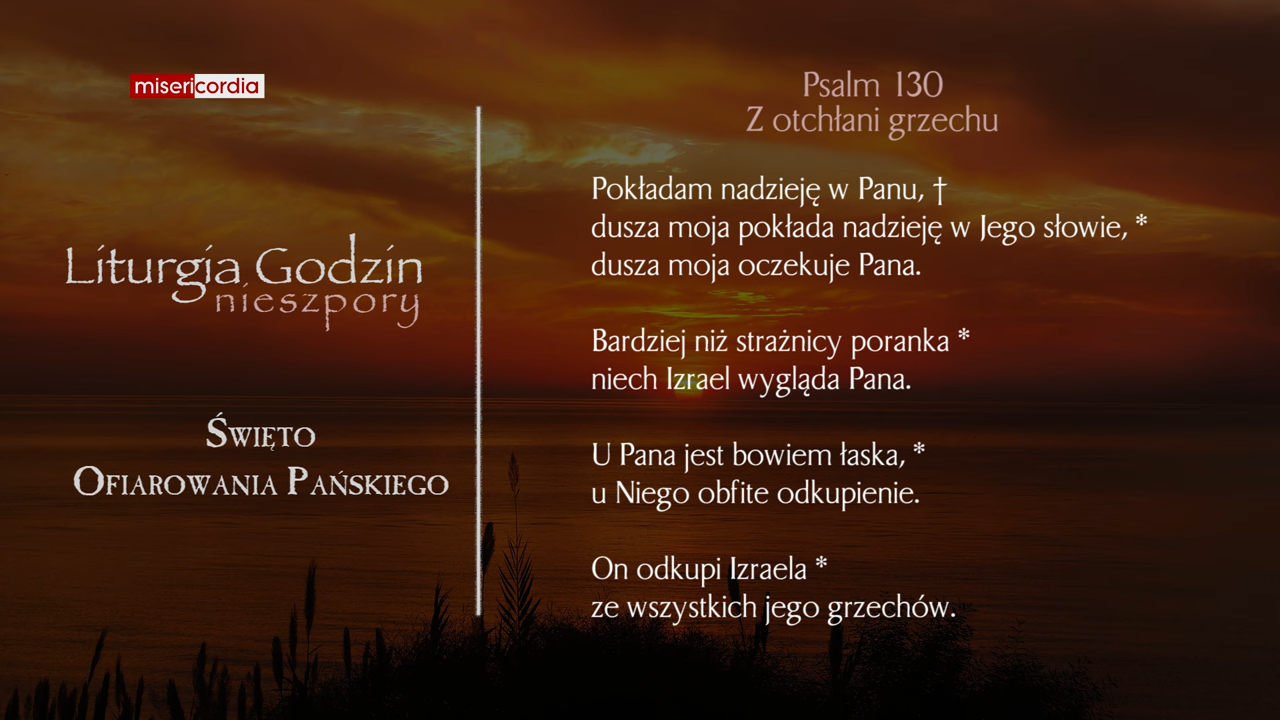 misericordia
Liturgia Godzin
nieszpory
Święto
Ofiarowania Pańskiego
Psalm 130
Z otchłani grzechu
Pokładam nadzieję w Panu, †
dusza moja pokłada nadzieję w Jego słowie, *
dusza moja oczekuje Pana.
Bardziej niż strażnicy poranka *
niech Izrael wygląda Pana.
U Pana jest bowiem łaska, *
u Niego obfite odkupienie.
On odkupi Izraela *
ze wszystkich jego grzechów.